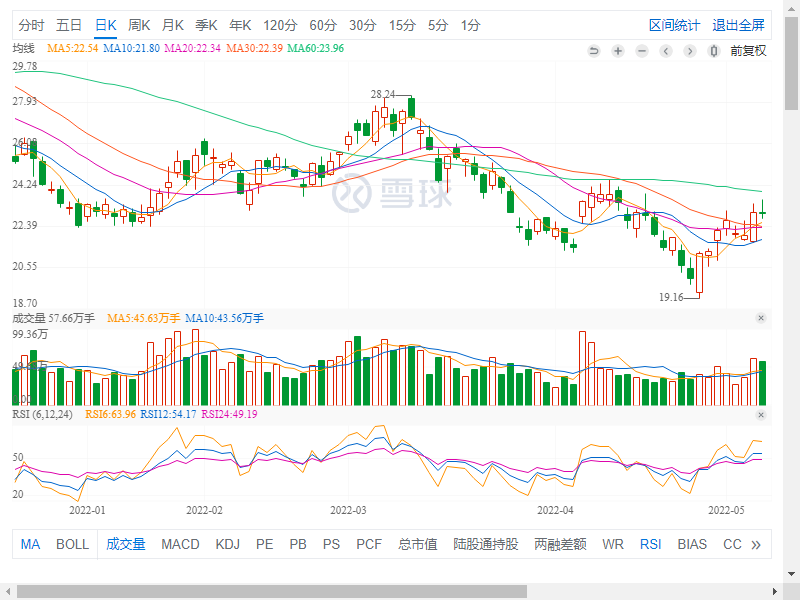 分时 五日 日K 周K 月K 季K 年K 120分 60分 30分 15分 5分 1分 区间统计 退出全屏
均线 MA5:22.54 MA10:21.80 MA20:22.34 MA30:22.39 MA60:23.96 前复权
29.78
28.24
27.93
24.24
雪球
22.39
20.55
19.16
18.70
成交量 57.66万手 MA5:45.63万手 MA10:43.56万手
99.36万
RSI (6,12,24) RSI6:63.96 RSI12:54.17 RSI24:49.19
50
20
2022-01 2022-02 2022-03 2022-04 2022-05
MA BOLL 成交量 MACD KDJ PE PB PS PCF 总市值 陆股通持股 两融差额 WR RSI BIAS CC »